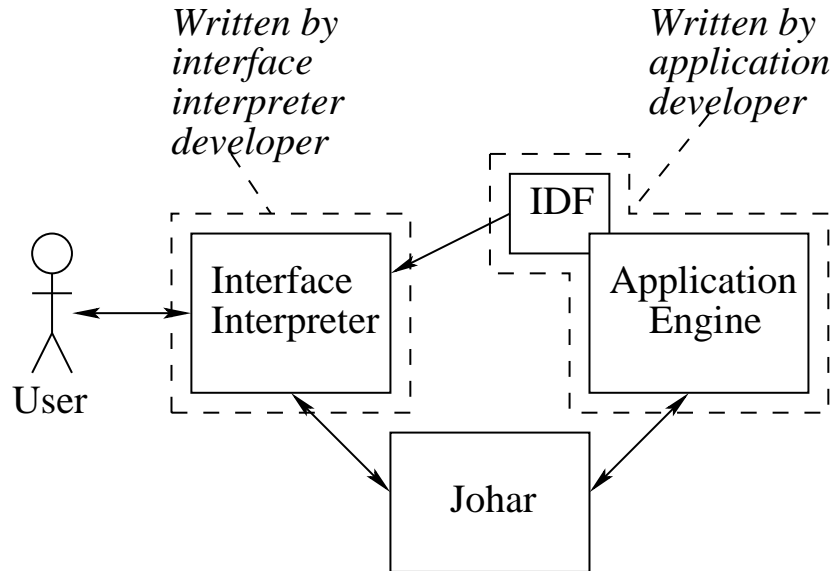 Written by
interface
interpreter
developer
Written by
application
developer
IDF
Interface
Interpreter
Application
Engine
User
Johar